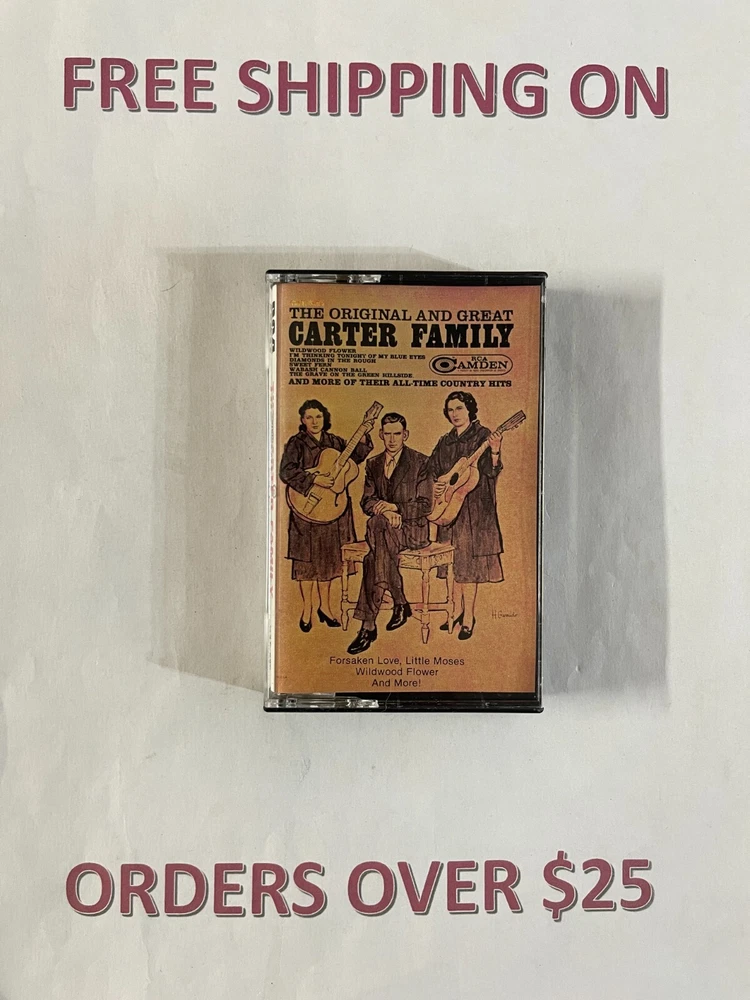 FREE SHIPPING ON
THE ORIGINAL AND GREAT
CARTER FAMILY
WILDWOOD FLOWER
I'M THINKING TONIGHT OF MY BLUE EYES
DIAMONDS IN THE ROUGH
SWEET FERN
WABASH CANNON BALL
THE GRAVE ON THE GREEN HILLSIDE
RCA
CAMDEN
AND MORE OF THEIR ALL-TIME COUNTRY HITS
Forsaken Love, Little Moses
Wildwood Flower
And More!
ORDERS OVER $25